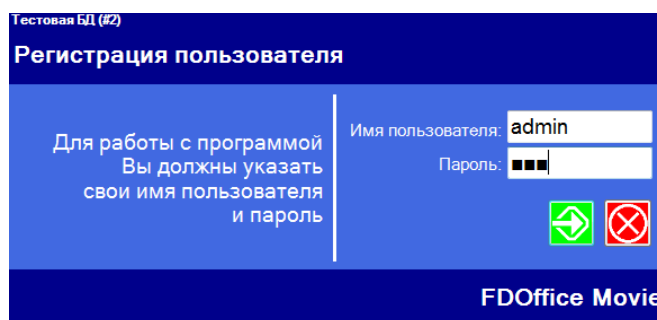 Тестовая БД (#2)
Регистрация пользователя
Для работы с программой
Вы должны указать
свои имя пользователя
и пароль
Имя пользователя: admin
Пароль: ■■■
FDOffice Movie